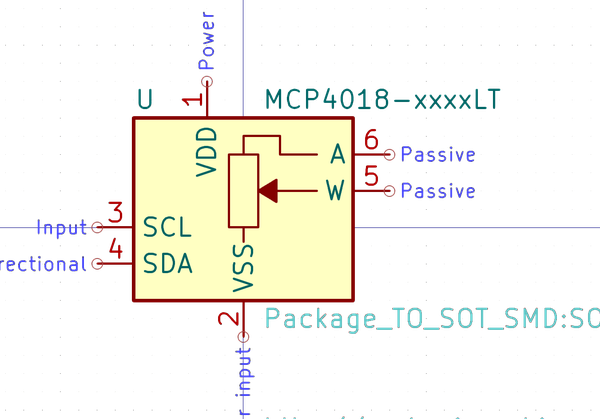 Power
1
U
MCP4018-xxxxLT
VDD
A
6
Passive
W
5
Passive
Input
3
SCL
rectional
4
SDA
VSS
2
Package_TO_SOT_SMD:SO
r input